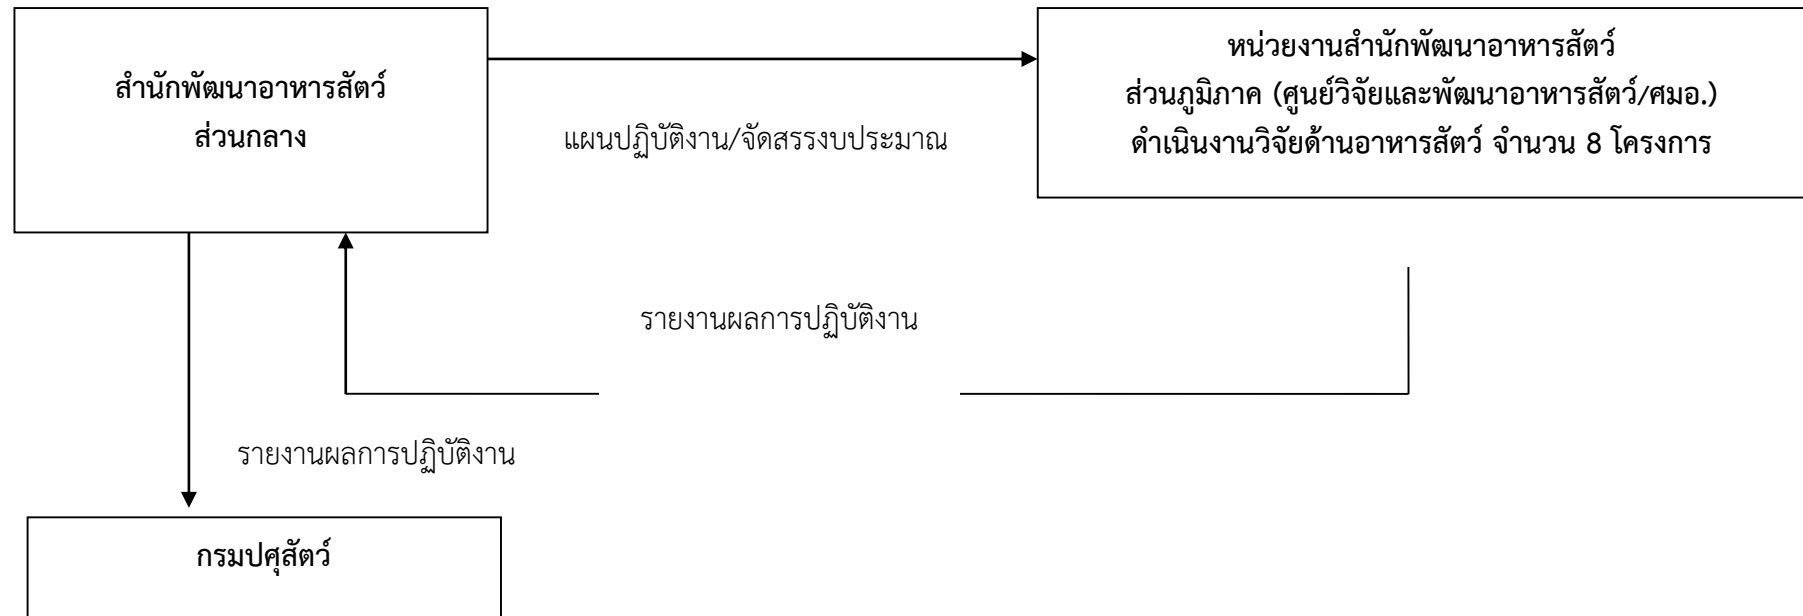 สำนักพัฒนาอาหารสัตว์
ส่วนกลาง
แผนปฏิบัติงาน/จัดสรรงบประมาณ
หน่วยงานสำนักพัฒนาอาหารสัตว์
ส่วนภูมิภาค (ศูนย์วิจัยและพัฒนาอาหารสัตว์/ศมอ.)
ดำเนินงานวิจัยด้านอาหารสัตว์ จำนวน 8 โครงการ
รายงานผลการปฏิบัติงาน
รายงานผลการปฏิบัติงาน
กรมปศุสัตว์